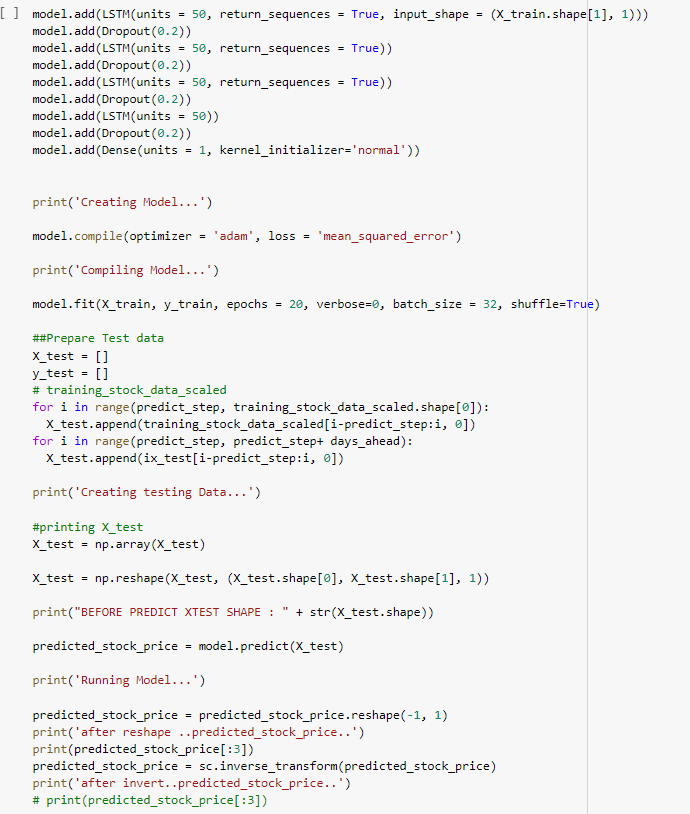 [ ] model.add(LSTM(units = 50, return_sequences = True, input_shape = (X_train.shape[1], 1)))
model.add(Dropout(0.2))
model.add(LSTM(units = 50, return_sequences = True))
model.add(Dropout(0.2))
model.add(LSTM(units = 50, return_sequences = True))
model.add(Dropout(0.2))
model.add(LSTM(units = 50))
model.add(Dropout(0.2))
model.add(Dense(units = 1, kernel_initializer='normal'))
print('Creating Model...')
model.compile(optimizer = 'adam', loss = 'mean_squared_error')
print('Compiling Model...')
model.fit(X_train, y_train, epochs = 20, verbose=0, batch_size = 32, shuffle=True)
##Prepare Test data
X_test = []
y_test = []
# training_stock_data_scaled
for i in range(predict_step, training_stock_data_scaled.shape[0]):
  X_test.append(training_stock_data_scaled[i-predict_step:i, 0])
for i in range(predict_step, predict_step+ days_ahead):
  X_test.append(ix_test[i-predict_step:i, 0])
print('Creating testing Data...')
#printing X_test
X_test = np.array(X_test)
X_test = np.reshape(X_test, (X_test.shape[0], X_test.shape[1], 1))
print("BEFORE PREDICT XTEST SHAPE : " + str(X_test.shape))
predicted_stock_price = model.predict(X_test)
print('Running Model...')
predicted_stock_price = predicted_stock_price.reshape(-1, 1)
print('after reshape ..predicted_stock_price..')
print(predicted_stock_price[:3])
predicted_stock_price = sc.inverse_transform(predicted_stock_price)
print('after invert..predicted_stock_price..')
# print(predicted_stock_price[:3])